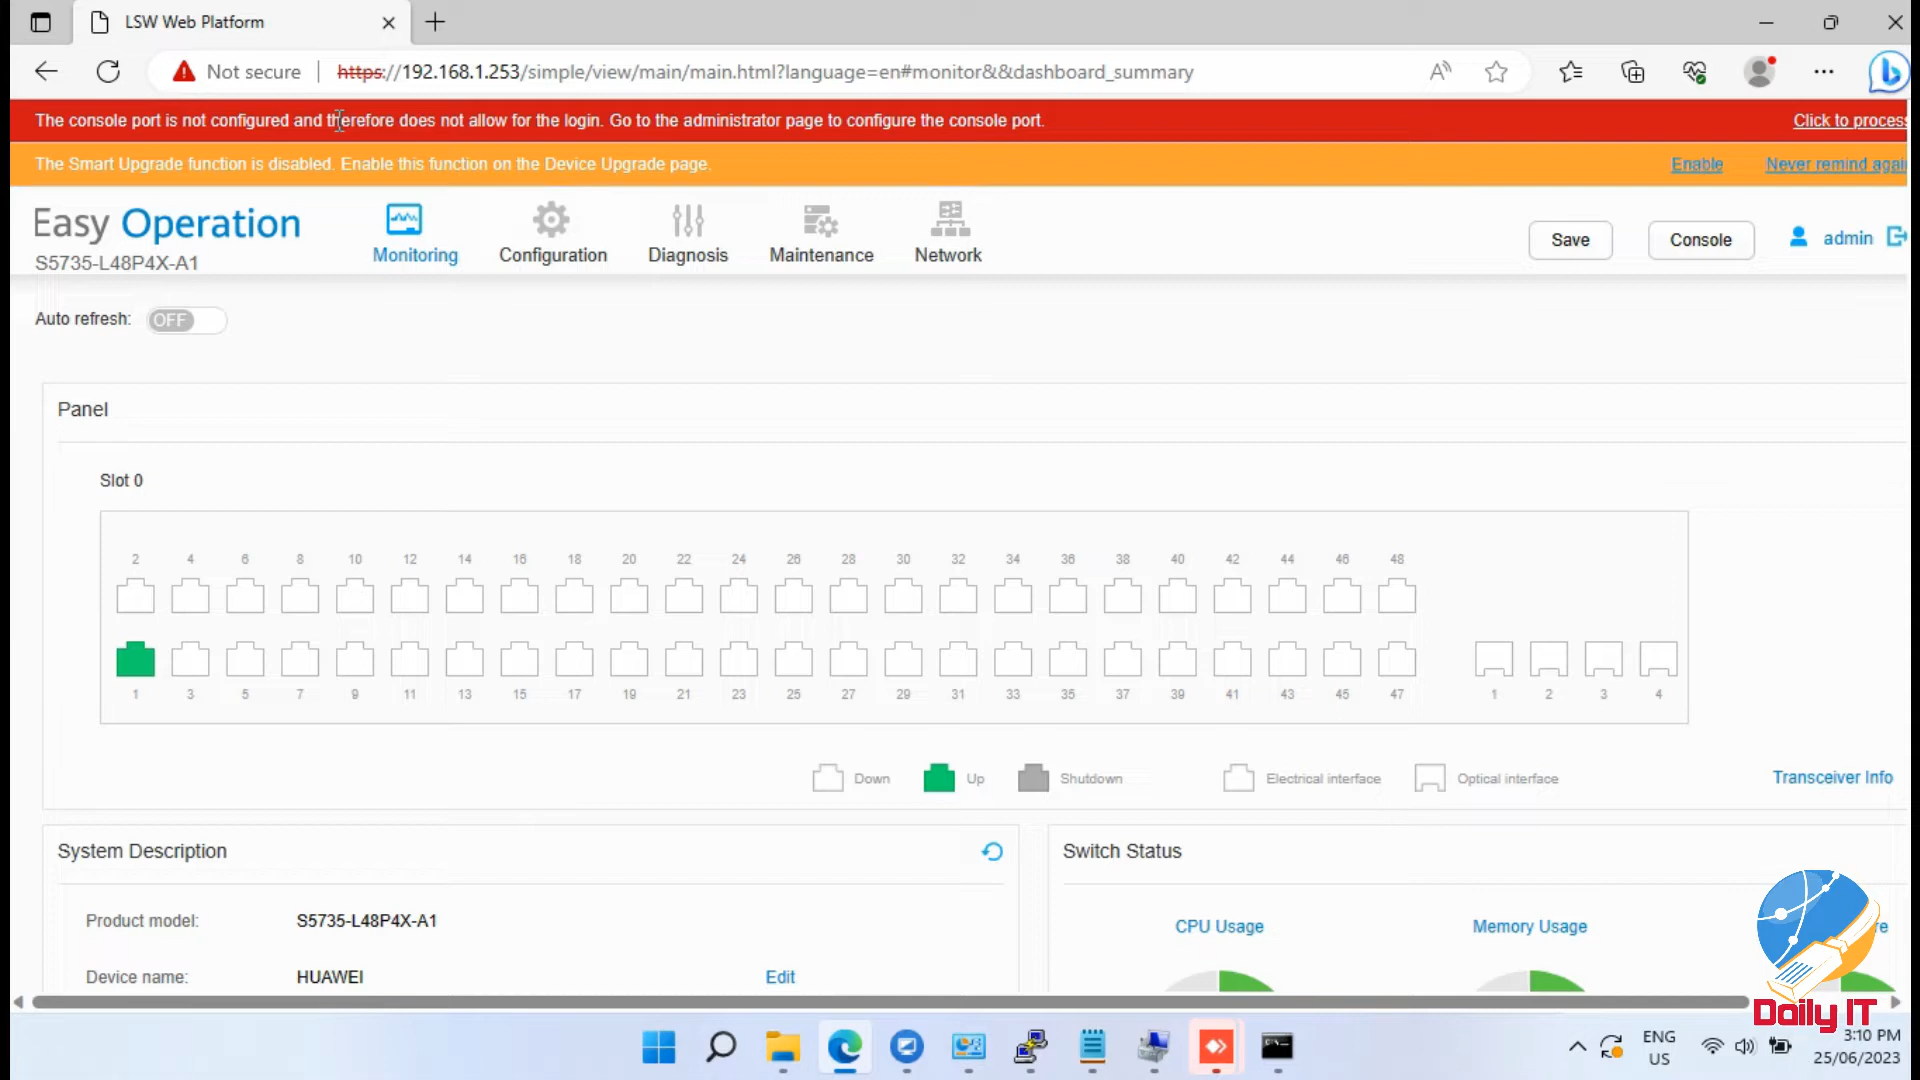 LSW Web Platform
Not secure https://192.168.1.253/simple/view/main/main.html?language=en#monitor&&dashboard_summary
The console port is not configured and therefore does not allow for the login. Go to the administrator page to configure the console port. Click to process
The Smart Upgrade function is disabled. Enable this function on the Device Upgrade page. Enable Never remind again
Easy Operation
S5735-L48P4X-A1
Monitoring Configuration Diagnosis Maintenance Network
Save Console admin
Auto refresh: OFF
Panel
Slot 0
2 4 6 8 10 12 14 16 18 20 22 24 26 28 30 32 34 36 38 40 42 44 46 48
1 3 5 7 9 11 13 15 17 19 21 23 25 27 29 31 33 35 37 39 41 43 45 47 1 2 3 4
Down Up Shutdown Electrical interface Optical interface Transceiver Info
System Description
Product model: S5735-L48P4X-A1
Device name: HUAWEI Edit
Switch Status
CPU Usage Memory Usage
Daily IT
ENG
US
3:10 PM
25/06/2023